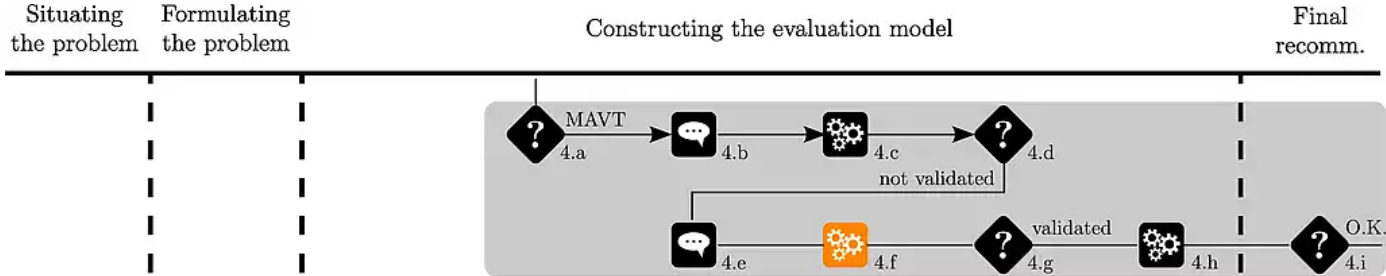 Situating
the problem
Formulating
the problem
Constructing the evaluation model
Final
recomm.
? MAVT
4.a
4.b
4.c
?
4.d
not validated
4.e
4.f
? validated
4.g
4.h
? O.K.
4.i